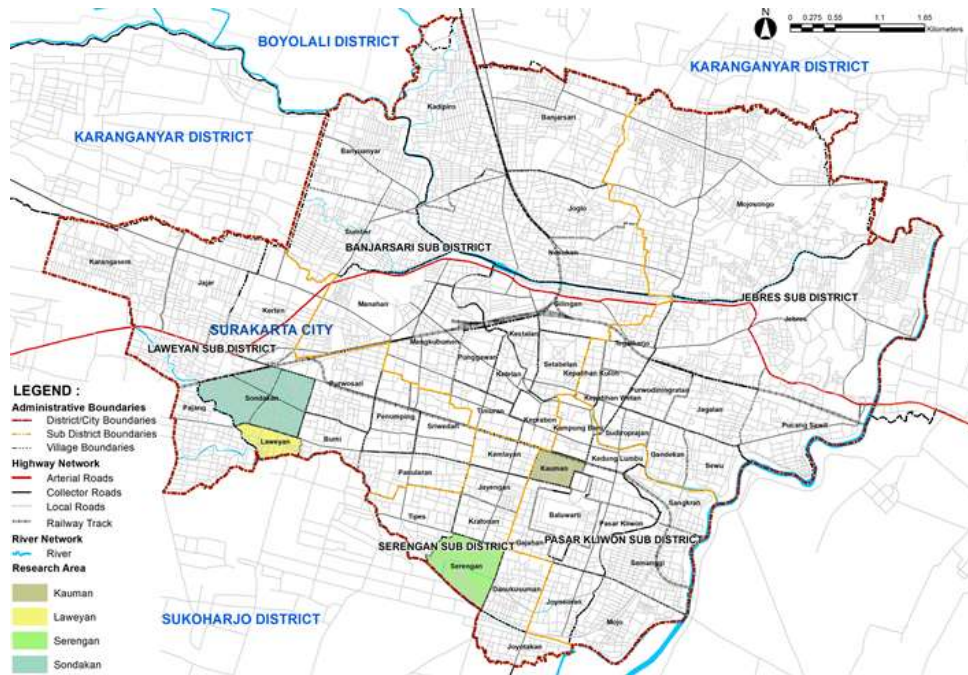 N
0 0.275 0.55 1.1 1.65
Kilometers
BOYOLALI DISTRICT
KARANGANYAR DISTRICT
KARANGANYAR DISTRICT
Kadipiro
Banjarsari
Banyuanyar
Mojosongo
Joglo
Sumber
BANJARSARI SUB DISTRICT
Nusukan
Karangasem
Jajar
JEBRES SUB DISTRICT
Kerten
Manahan
Gilingan
Jebres
SURAKARTA CITY
LAWEYAN SUB DISTRICT
Mangkubumen
Kestalan
Tegalharjo
Punggawan
Setabelan
Keprian
Kepatihan Kulon
Purwodiningratan
Purwosari
Sondakan
Kepatihan Wetan
Pajang
Timuran
Jagalan
Penumping
Keprabon
Sriwedari
Kampung Baru
Sudiroprajan
Pucang Sawit
Laweyan
Bumi
Kemlayan
Kedung Lumbu
Gandekan
Kauman
Sewu
Panularan
Jayengan
Sangkrah
Tipes
Kratonan
Baluwarti
Pasar Kliwon
SERENGAN SUB DISTRICT
Gajahan
PASAR KLIWON SUB DISTRICT
Serengan
Semanggi
Danukusuman
Joyosuran
Mojo
SUKOHARJO DISTRICT
Joyotakan
LEGEND :
Administrative Boundaries
District/City Boundaries
Sub District Boundaries
Village Boundaries
Highway Network
Arterial Roads
Collector Roads
Local Roads
Railway Track
River Network
River
Research Area
Kauman
Laweyan
Serengan
Sondakan